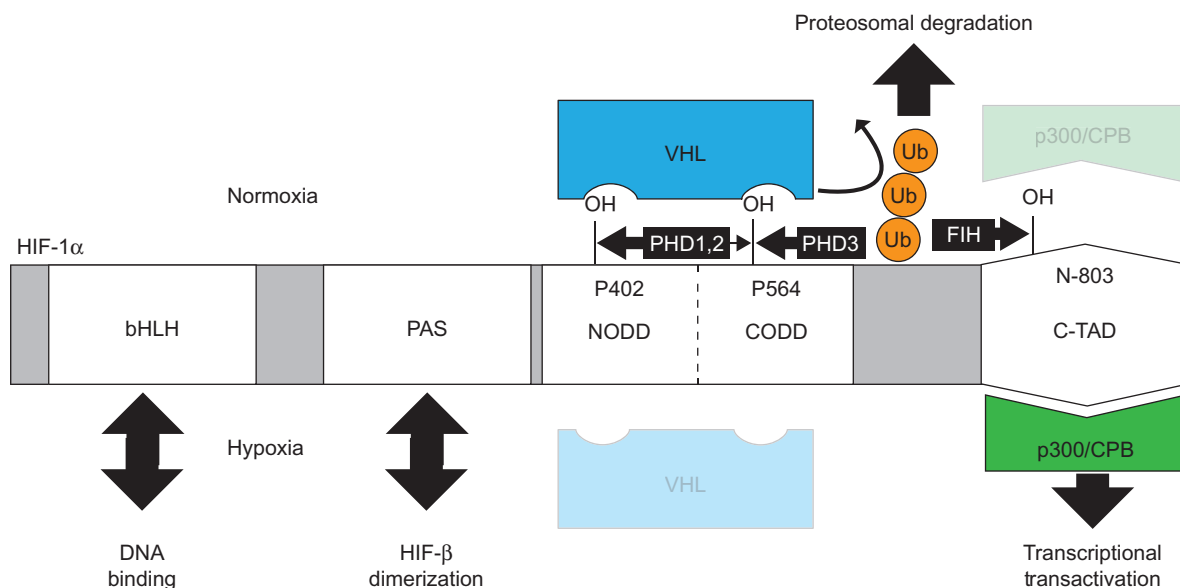 Proteosomal degradation
p300/CPB
VHL
Ub
Ub
Ub
Normoxia
OH
OH
OH
PHD1,2
PHD3
FIH
HIF-1α
bHLH
PAS
P402
NODD
P564
CODD
N-803
C-TAD
Hypoxia
VHL
p300/CPB
DNA
binding
HIF-β
dimerization
Transcriptional
transactivation